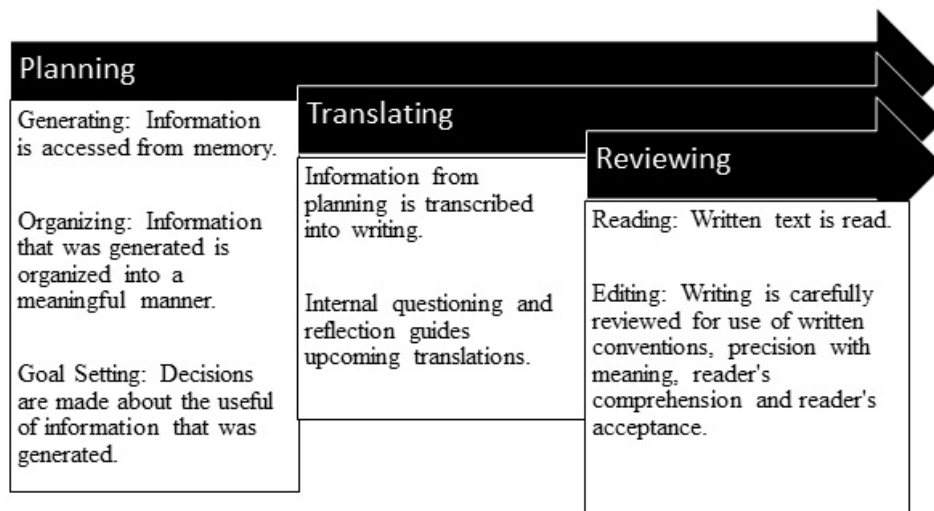 Planning
Generating: Information
is accessed from memory.
Organizing: Information
that was generated is
organized into a
meaningful manner.
Goal Setting: Decisions
are made about the useful
of information that was
generated.
Translating
Information from
planning is transcribed
into writing.
Internal questioning and
reflection guides
upcoming translations.
Reviewing
Reading: Written text is read.
Editing: Writing is carefully
reviewed for use of written
conventions, precision with
meaning, reader's
comprehension and reader's
acceptance.